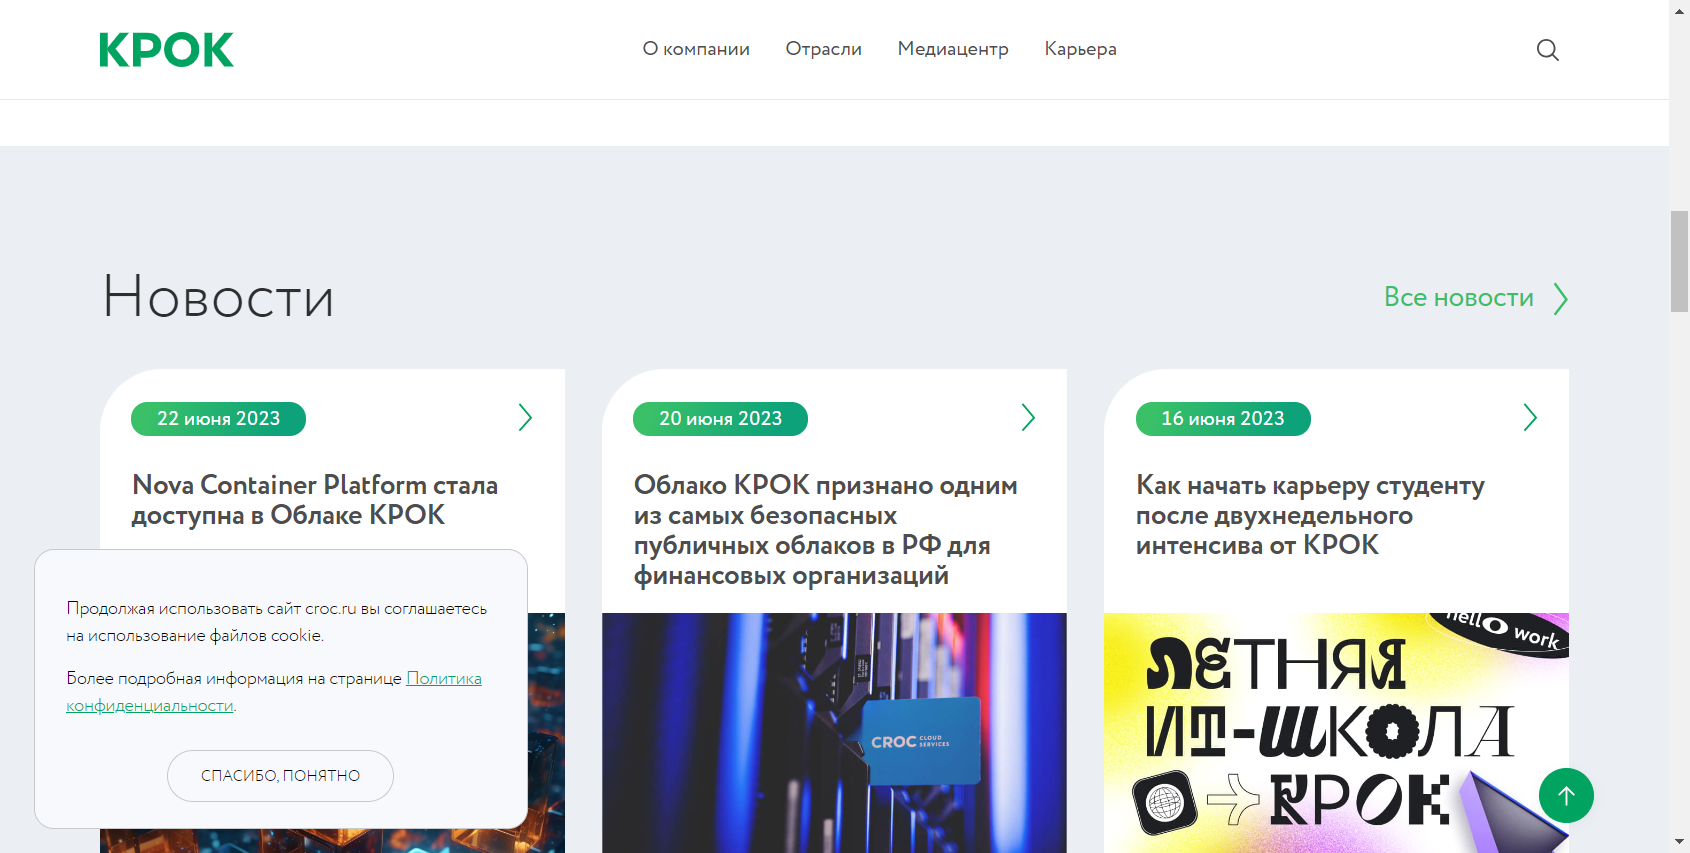 КРОК
О компании Отрасли Медиацентр Карьера
Новости
Все новости
22 июня 2023
Nova Container Platform стала
доступна в Облаке КРОК
20 июня 2023
Облако КРОК признано одним
из самых безопасных
публичных облаков в РФ для
финансовых организаций
CROC CLOUD
SERVICES
16 июня 2023
Как начать карьеру студенту
после двухнедельного
интенсива от КРОК
hellO work
ЛЕТНЯЯ
ИТ-ШКОЛА
КРОК
Продолжая использовать сайт croc.ru вы соглашаетесь
на использование файлов cookie.
Более подробная информация на странице Политика
конфиденциальности.
СПАСИБО, ПОНЯТНО